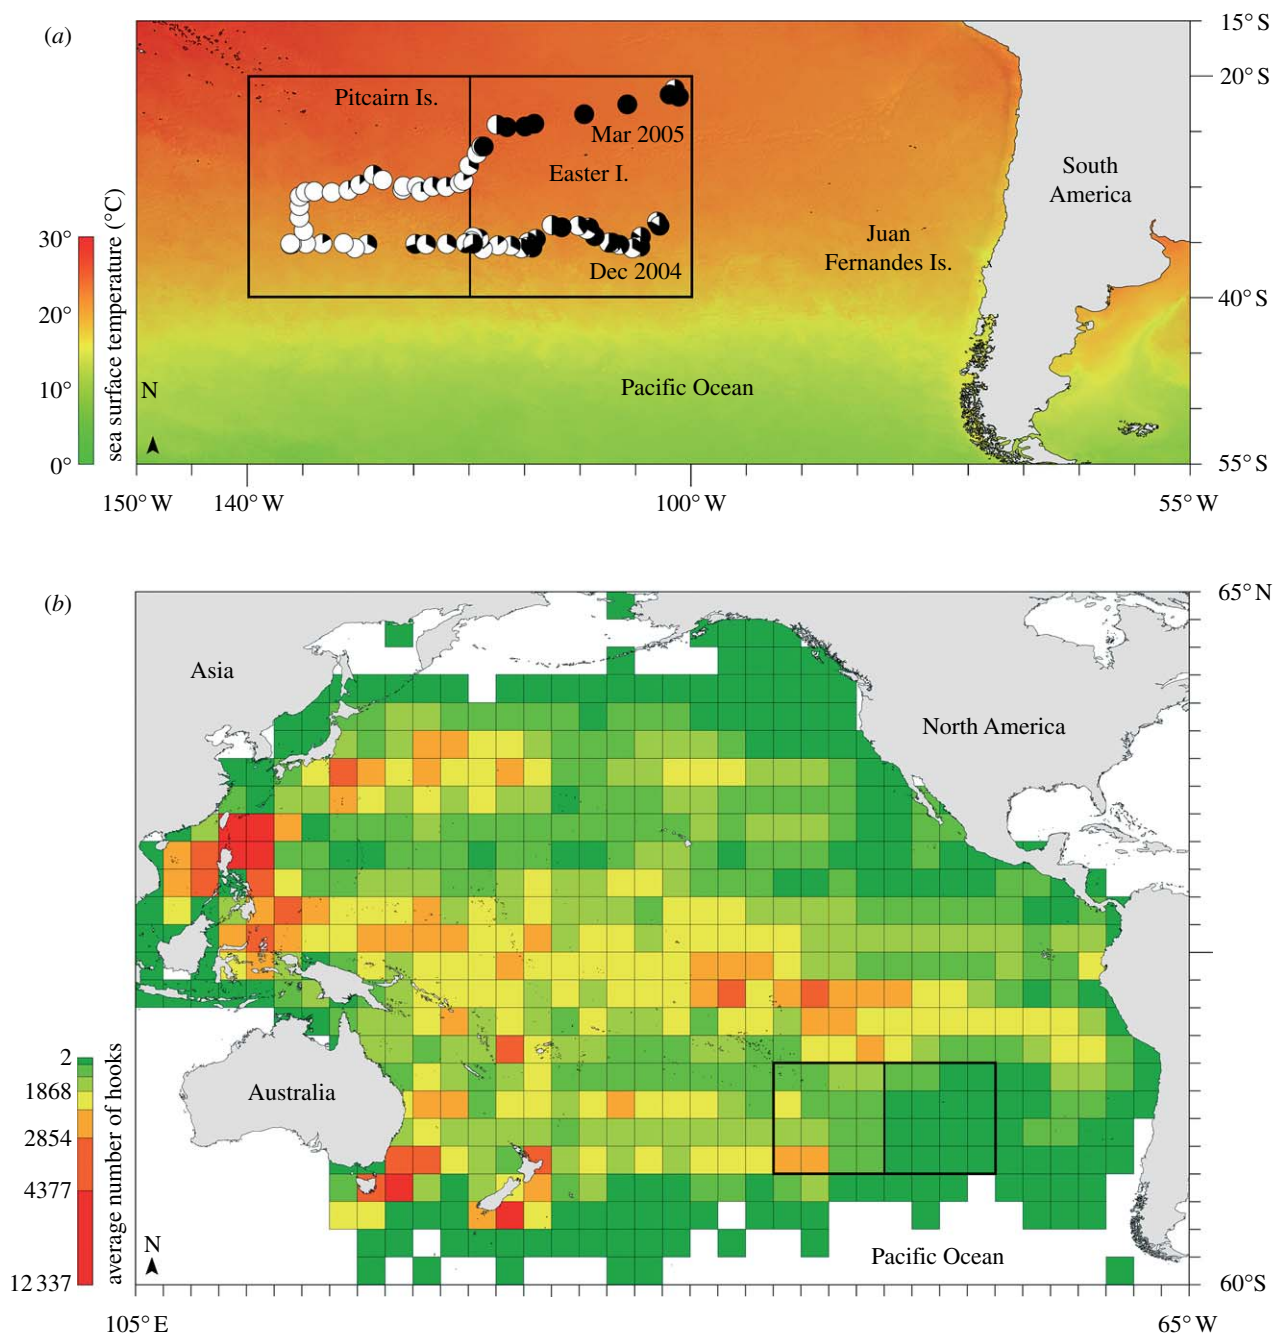 (a)
15° S
20° S
Pitcairn Is.
Mar 2005
Easter I.
South
America
Juan
Fernandes Is.
30°
20°
10°
0°
sea surface temperature (°C)
Dec 2004
40° S
N
Pacific Ocean
55° S
150° W
140° W
100° W
55° W
(b)
65° N
Asia
North America
Australia
2
1868
2854
4377
12 337
average number of hooks
N
Pacific Ocean
60°S
105° E
65° W